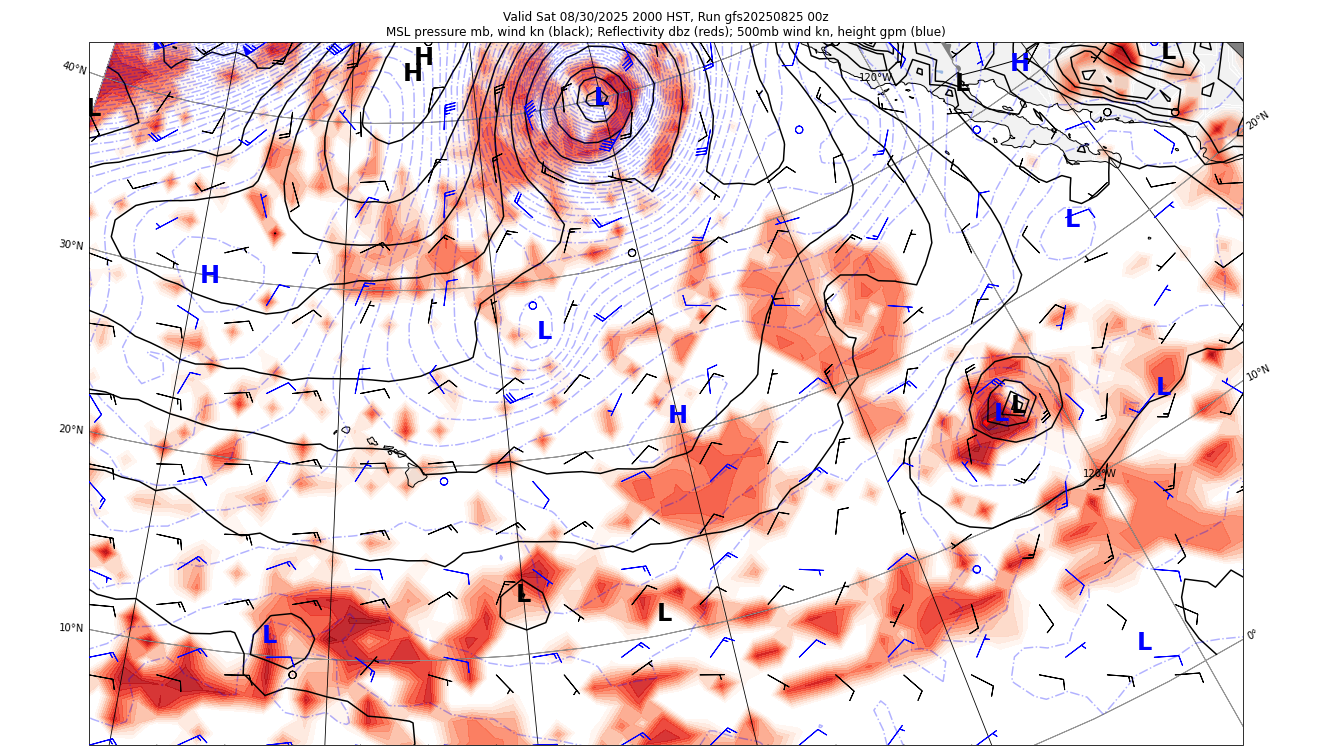 Valid Sat 08/30/2025 2000 HST, Run gfs20250825 00z
MSL pressure mb, wind kn (black); Reflectivity dbz (reds); 500mb wind kn, height gpm (blue)
H
H
L
H
L
L
40°N
120°W
L
20°N
30°N
H
L
L
10°N
H
L
L
L
20°N
120°W
L
L
10°N
L
L
0°